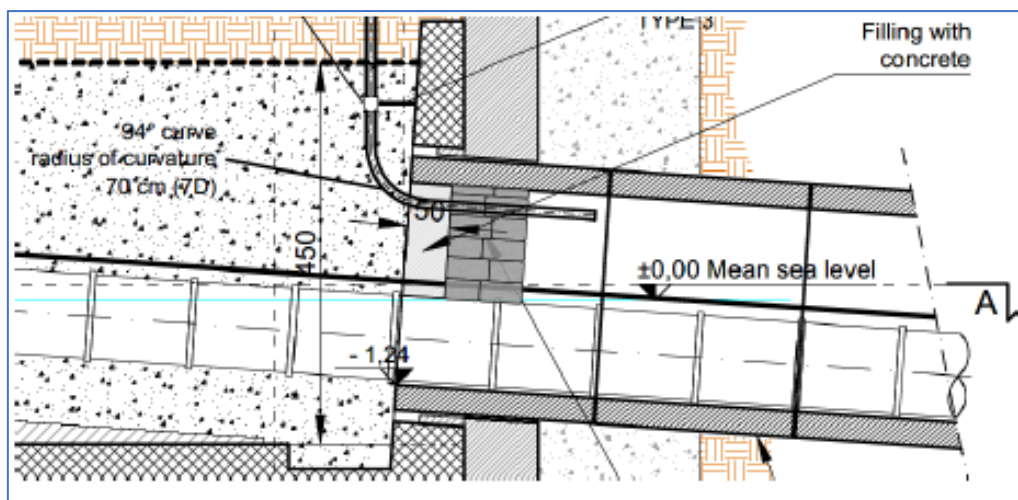 TYPE 3
Filling with
concrete
94° curve
radius of curvature
70 cm (7D)
50
450
±0,00 Mean sea level
A
- 1,24